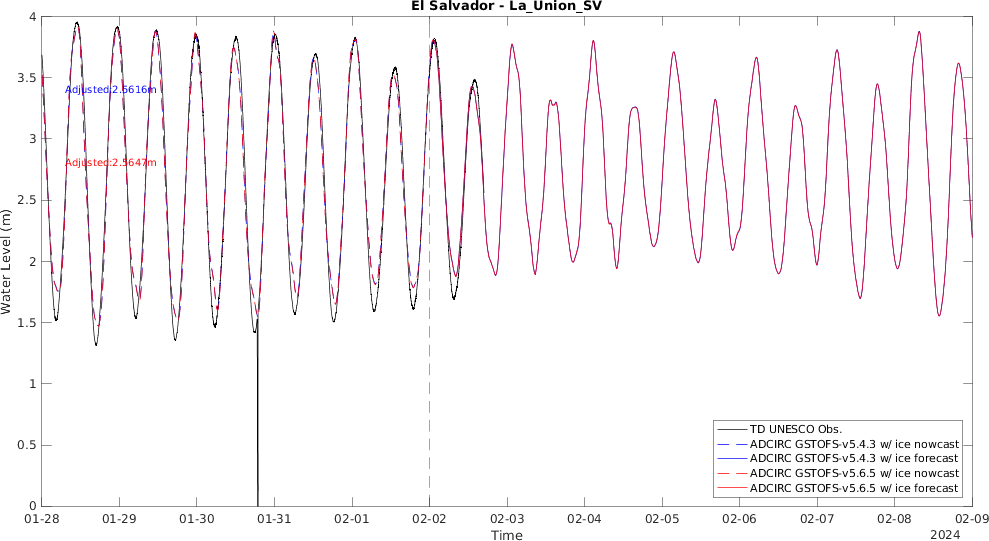 El Salvador - La_Union_SV
4
3.5
3
2.5
2
1.5
1
0.5
0
Water Level (m)
Adjusted:2.5616m
Adjusted:2.5647m
TD UNESCO Obs.
ADCIRC GSTOFS-v5.4.3 w/ ice nowcast
ADCIRC GSTOFS-v5.4.3 w/ ice forecast
ADCIRC GSTOFS-v5.6.5 w/ ice nowcast
ADCIRC GSTOFS-v5.6.5 w/ ice forecast
01-28 01-29 01-30 01-31 02-01 02-02 02-03 02-04 02-05 02-06 02-07 02-08 02-09
Time
2024